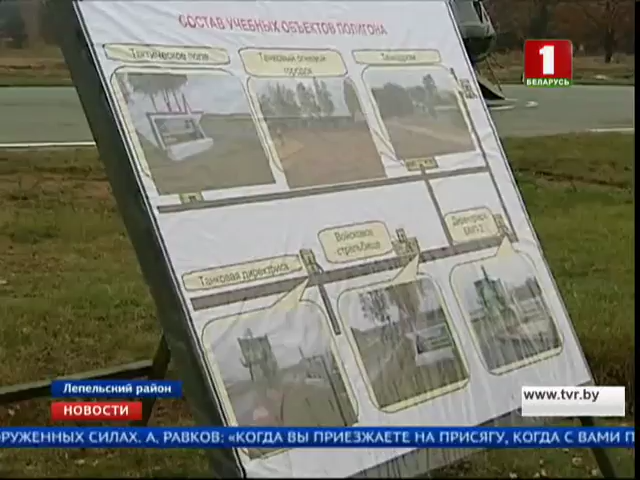 СОСТАВ УЧЕБНЫХ ОБЪЕКТОВ ПОЛИГОНА
Тактическое поле
Танковый огневой
городок
Танкодром
Войсковое
стрельбище
Директриса
БМП-2
Танковая директриса
1
БЕЛАРУСЬ
Лепельский район
НОВОСТИ
www.tvr.by
ОРУЖЕННЫХ СИЛАХ. А. РАВКОВ: «КОГДА ВЫ ПРИЕЗЖАЕТЕ НА ПРИСЯГУ, КОГДА С ВАМИ П